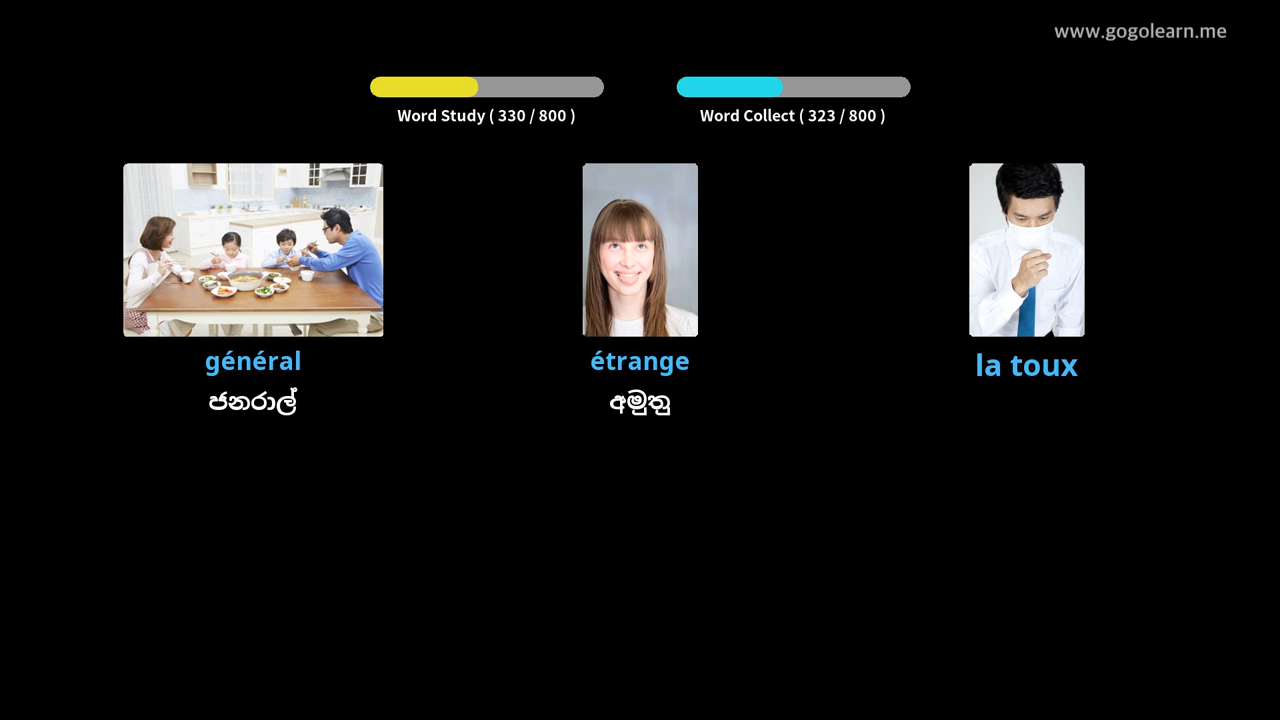 www.gogolearn.me
Word Study ( 330 / 800 )
Word Collect ( 323 / 800 )
général
étrange
la toux
ජනරාල්
අමුතු